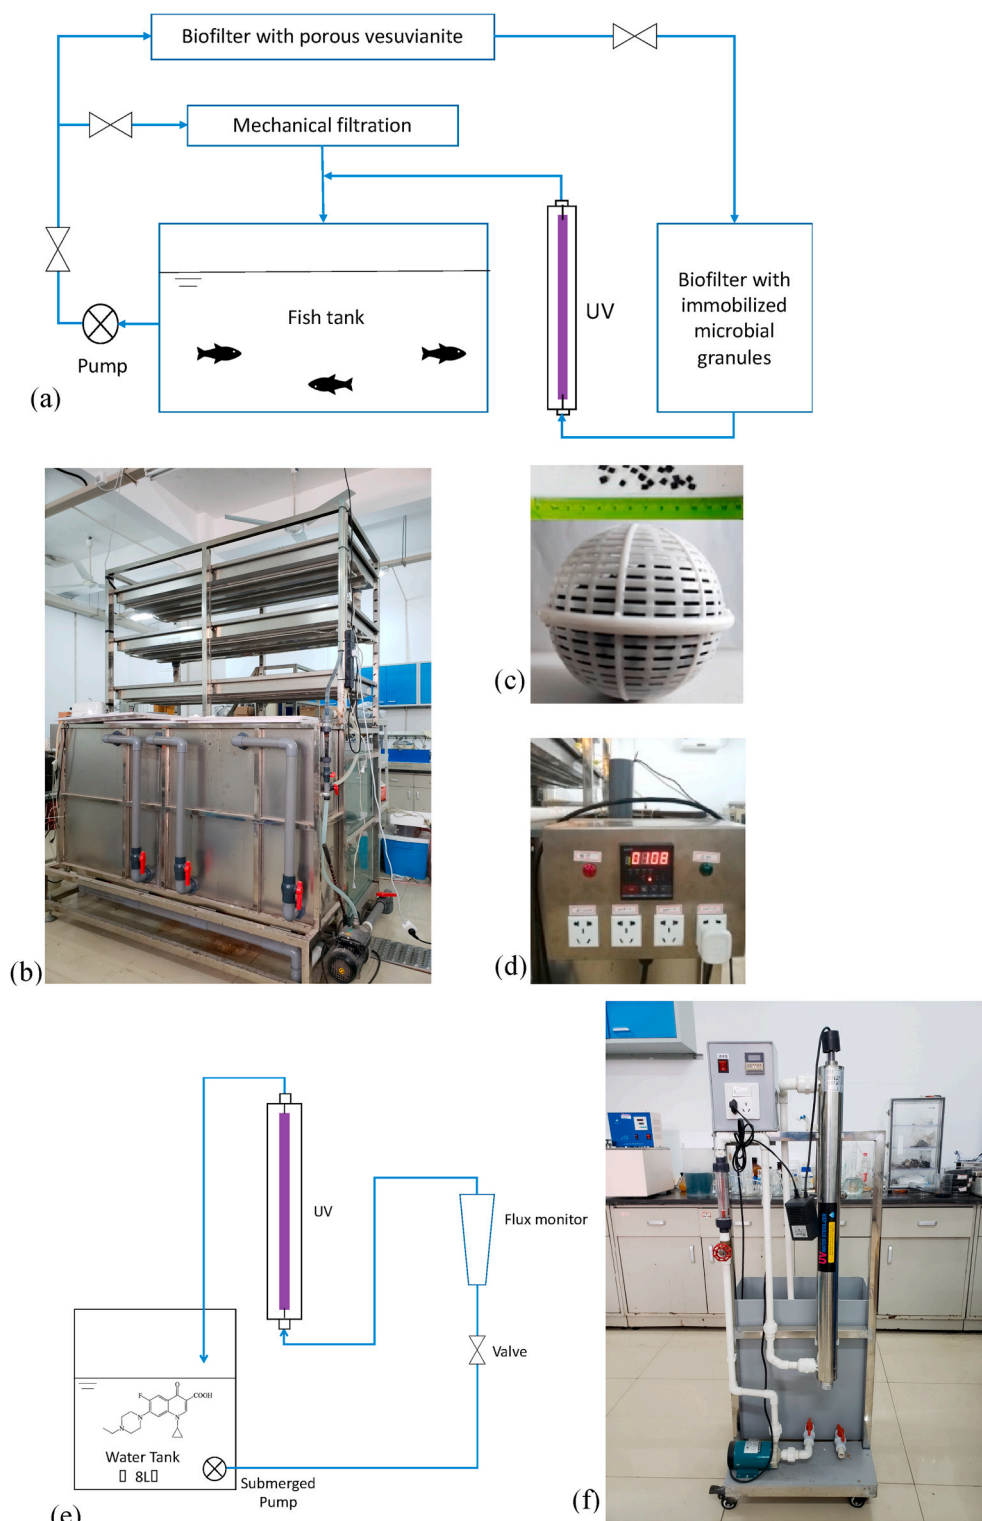 Biofilter with porous vesuvianite
Mechanical filtration
Fish tank
Pump
UV
Biofilter with
immobilized
microbial
granules
(a)
(b)
(c)
0108
(d)
UV
Flux monitor
Valve
F
O
COOH
N
N
N
Water Tank
▯ 8L▯
Submerged
Pump
(e)
UV
(f)